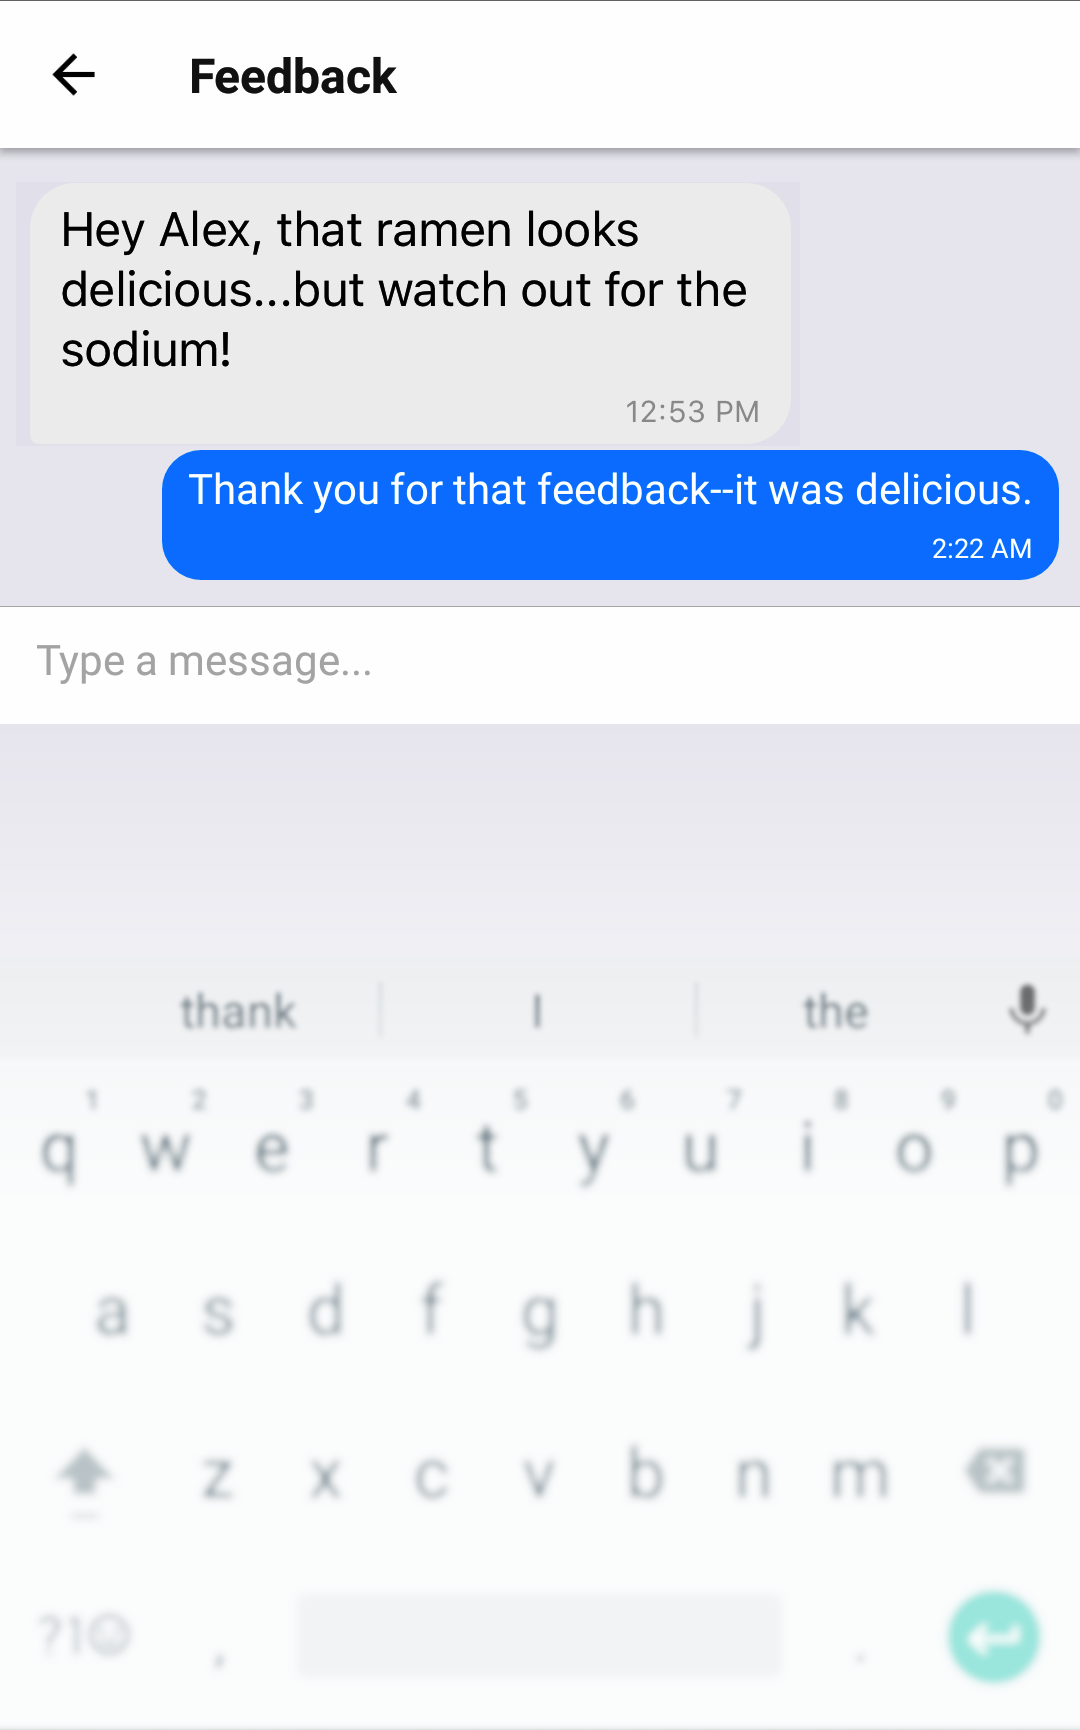 Feedback
Hey Alex, that ramen looks
delicious...but watch out for the
sodium!
12:53 PM
Thank you for that feedback--it was delicious.
2:22 AM
Type a message...
thank I the
1 2 3 4 5 6 7 8 9 0
q w e r t y u i o p
a s d f g h j k l
z x c v b n m
?1☺ , .